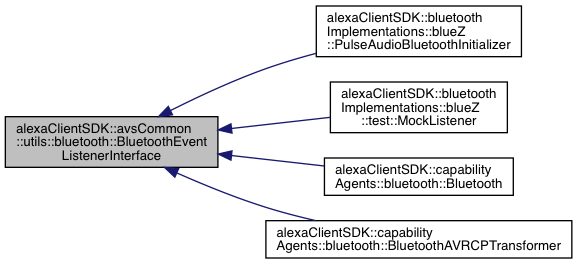 alexaClientSDK::bluetooth
Implementations::blueZ
::PulseAudioBluetoothInitializer
alexaClientSDK::bluetooth
Implementations::blueZ
::test::MockListener
alexaClientSDK::avsCommon
::utils::bluetooth::BluetoothEvent
ListenerInterface
alexaClientSDK::capability
Agents::bluetooth::Bluetooth
alexaClientSDK::capability
Agents::bluetooth::BluetoothAVRCPTransformer